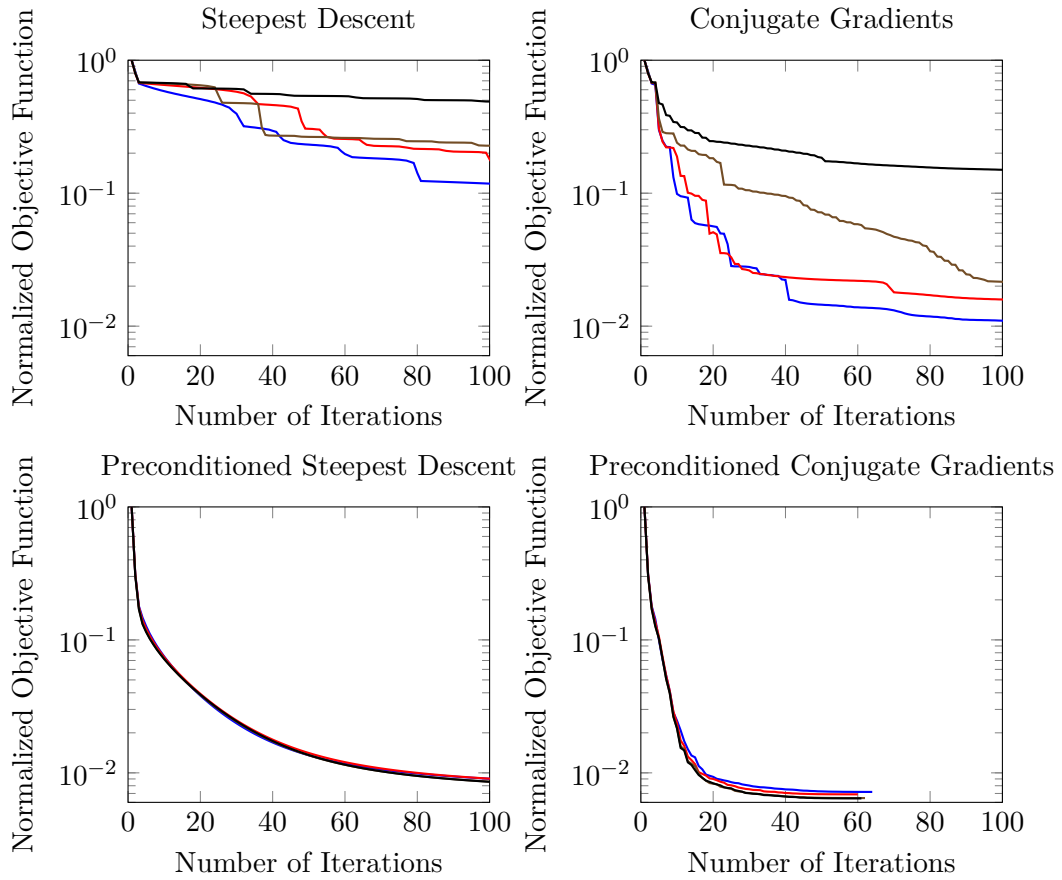 Steepest Descent
Normalized Objective Function
10^0
10^{-1}
10^{-2}
0 20 40 60 80 100
Number of Iterations
Conjugate Gradients
Normalized Objective Function
10^0
10^{-1}
10^{-2}
0 20 40 60 80 100
Number of Iterations
Preconditioned Steepest Descent
Normalized Objective Function
10^0
10^{-1}
10^{-2}
0 20 40 60 80 100
Number of Iterations
Preconditioned Conjugate Gradients
Normalized Objective Function
10^0
10^{-1}
10^{-2}
0 20 40 60 80 100
Number of Iterations